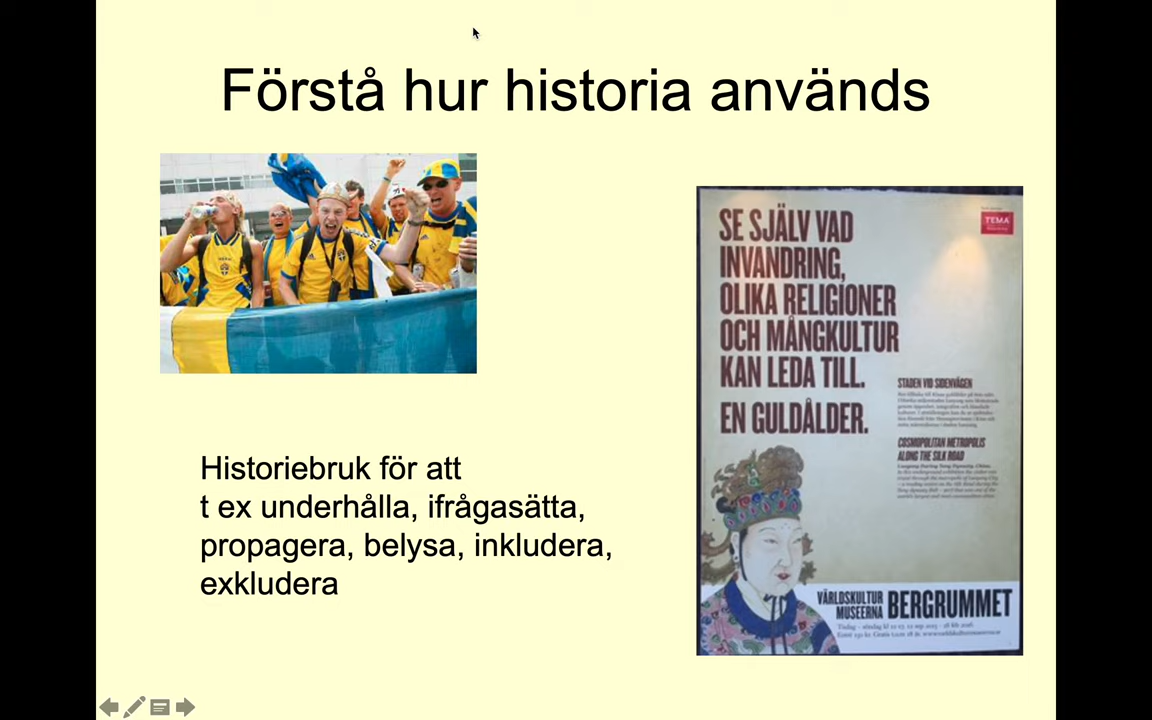 Förstå hur historia används
Historiebruk för att
t ex underhålla, ifrågasätta,
propagera, belysa, inkludera,
exkludera
SE SJÄLV VAD
INVANDRING,
OLIKA RELIGIONER
OCH MÅNGKULTUR
KAN LEDA TILL.
EN GULDÅLDER.
TEMA
STADEN VID SIDENVÄGEN
COSMOPOLITAN METROPOLIS
ALONG THE SILK ROAD
VÄRLDSKULTUR
MUSEERNA
BERGRUMMET